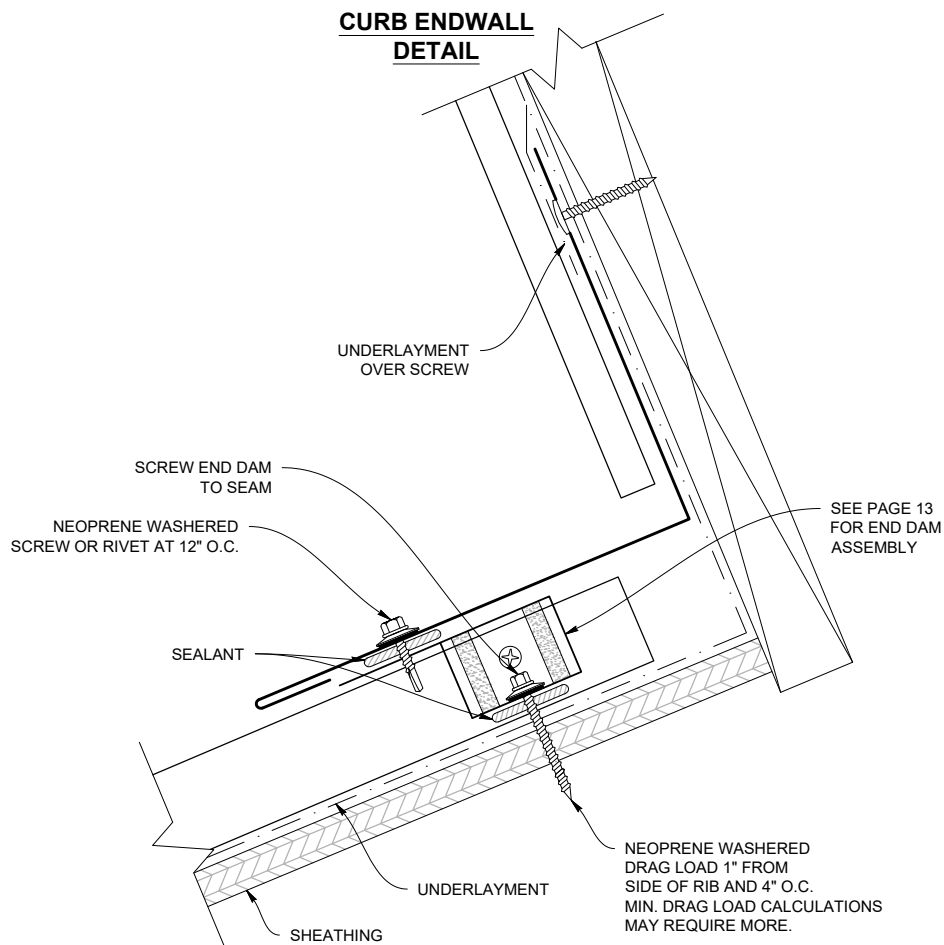 CURB ENDWALL
DETAIL
UNDERLAYMENT
OVER SCREW
SCREW END DAM
TO SEAM
NEOPRENE WASHERED
SCREW OR RIVET AT 12" O.C.
SEE PAGE 13
FOR END DAM
ASSEMBLY
SEALANT
NEOPRENE WASHERED
DRAG LOAD 1" FROM
SIDE OF RIB AND 4" O.C.
MIN. DRAG LOAD CALCULATIONS
MAY REQUIRE MORE.
UNDERLAYMENT
SHEATHING